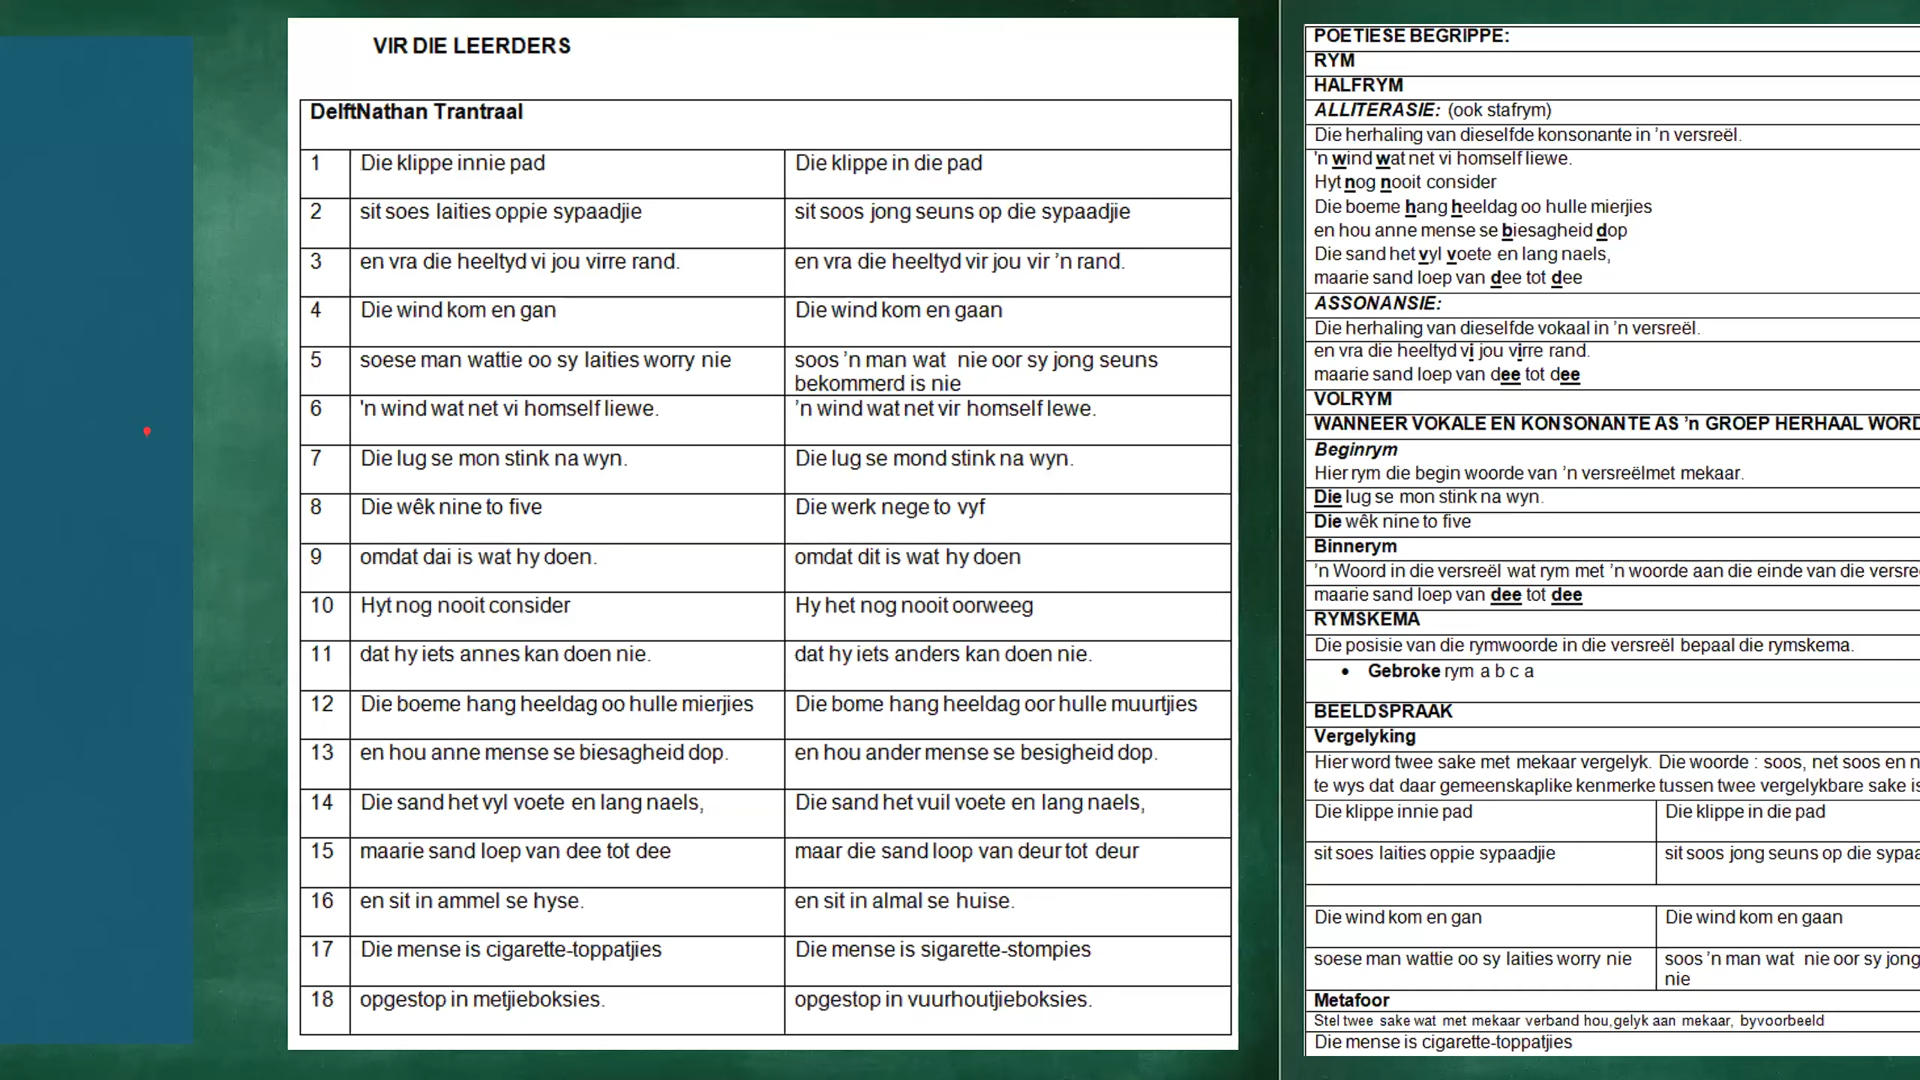 VIR DIE LEERDERS
DelftNathan Trantraal
1 Die klippe innie pad Die klippe in die pad
2 sit soes laities oppie sypaadjie sit soos jong seuns op die sypaadjie
3 en vra die heeltyd vi jou virre rand. en vra die heeltyd vir jou vir ’n rand.
4 Die wind kom en gan Die wind kom en gaan
5 soese man wattie oo sy laities worry nie soos ’n man wat nie oor sy jong seuns
bekommerd is nie
6 'n wind wat net vi homself liewe. ’n wind wat net vir homself lewe.
7 Die lug se mon stink na wyn. Die lug se mond stink na wyn.
8 Die wêk nine to five Die werk nege to vyf
9 omdat dai is wat hy doen. omdat dit is wat hy doen
10 Hyt nog nooit consider Hy het nog nooit oorweeg
11 dat hy iets annes kan doen nie. dat hy iets anders kan doen nie.
12 Die boeme hang heeldag oo hulle mierjies Die bome hang heeldag oor hulle muurtjies
13 en hou anne mense se biesagheid dop. en hou ander mense se besigheid dop.
14 Die sand het vyl voete en lang naels, Die sand het vuil voete en lang naels,
15 maarie sand loep van dee tot dee maar die sand loop van deur tot deur
16 en sit in ammel se hyse. en sit in almal se huise.
17 Die mense is cigarette-toppatjies Die mense is sigarette-stompies
18 opgestop in metjieboksies. opgestop in vuurhoutjieboksies.
POETIESE BEGRIPPE:
RYM
HALFRYM
ALLITERASIE: (ook stafrym)
Die herhaling van dieselfde konsonante in ’n versreël.
'n wind wat net vi homself liewe.
Hyt nog nooit consider
Die boeme hang heeldag oo hulle mierjies
en hou anne mense se biesagheid dop
Die sand het vyl voete en lang naels,
maarie sand loep van dee tot dee
ASSONANSIE:
Die herhaling van dieselfde vokaal in ’n versreël.
en vra die heeltyd vi jou virre rand.
maarie sand loep van dee tot dee
VOLRYM
WANNEER VOKALE EN KONSONANTE AS ’n GROEP HERHAAL WORD
Beginrym
Hier rym die begin woorde van ’n versreëlmet mekaar.
Die lug se mon stink na wyn.
Die wêk nine to five
Binnerym
’n Woord in die versreël wat rym met ’n woorde aan die einde van die
maarie sand loep van dee tot dee
RYMSKEMA
Die posisie van die rymwoorde in die versreël bepaal die rymskema.
• Gebroke rym a b c a
BEELDSPRAAK
Vergelyking
Hier word twee sake met mekaar vergelyk. Die woorde : soos, net soos en
te wys dat daar gemeenskaplike kenmerke tussen twee vergelykbare sake
Die klippe innie pad Die klippe in die pad
sit soes laities oppie sypaadjie sit soos jong seuns op die
Die wind kom en gan Die wind kom en gaan
soese man wattie oo sy laities worry nie soos ’n man wat nie oor sy jong
nie
Metafoor
Stel twee sake wat met mekaar verband hou,gelyk aan mekaar, byvoorbeeld
Die mense is cigarette-toppatjies